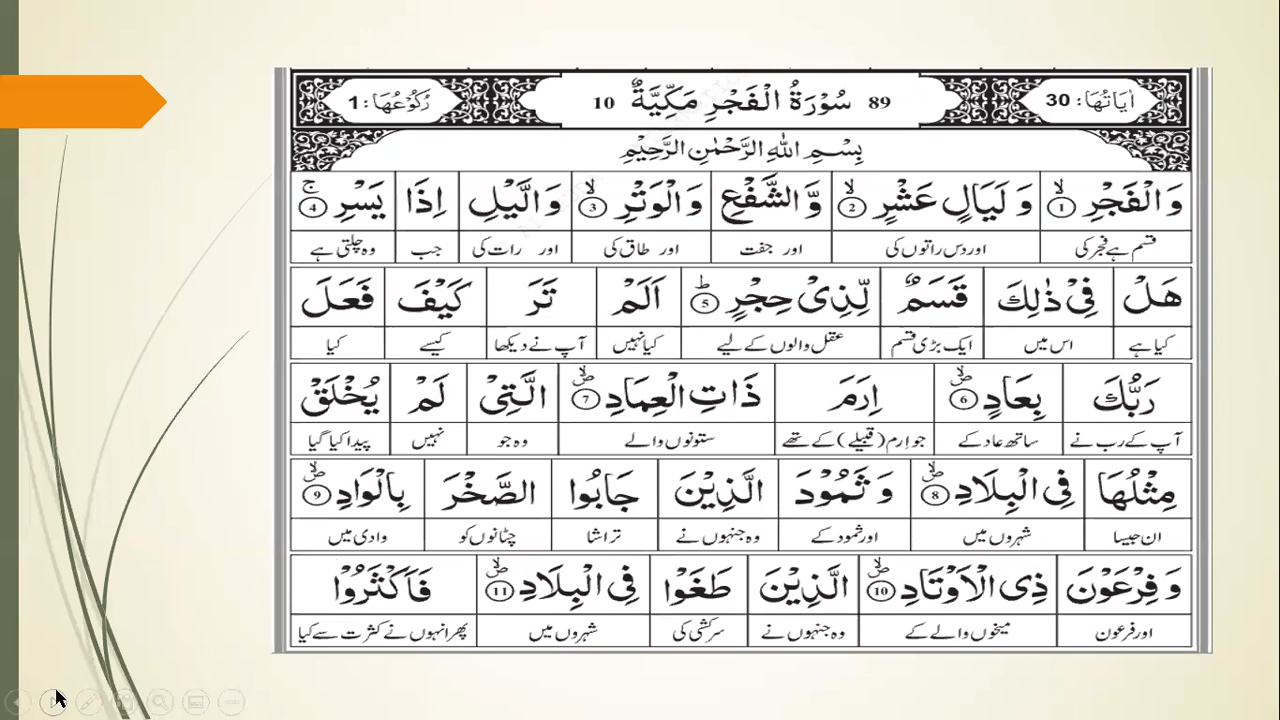 اٰيَاتُهَا: 30 89 سُوْرَةُ الْفَجْرِ مَكِّيَّةٌ 10 رُكُوْعُهَا: 1
بِسْمِ اللّٰهِ الرَّحْمٰنِ الرَّحِيْمِ
وَالْفَجْرِۙ 1 وَ لَيَالٍ عَشْرٍۙ 2 وَّالشَّفْعِ وَالْوَتْرِۙ 3 وَالَّيْلِ اِذَا يَسْرِۚ 4
قسم ہے فجر کی اور دس راتوں کی اور جفت اور طاق کی اور رات کی جب وہ چلتی ہے
هَلْ فِيْ ذٰلِكَ قَسَمٌ لِّذِيْ حِجْرٍؕ 5 اَلَمْ تَرَ كَيْفَ فَعَلَ
کیا ہے اس میں ایک بڑی قسم عقل والوں کے لیے کیا نہیں آپ نے دیکھا کیسے کیا
رَبُّكَ بِعَادٍ 6 اِرَمَ ذَاتِ الْعِمَادِ 7 الَّتِيْ لَمْ يُخْلَقْ
آپ کے رب نے ساتھ عاد کے جو اِرم (قبیلے) کے تھے ستونوں والے وہ جو نہیں پیدا کیا گیا
مِثْلُهَا فِي الْبِلَادِ 8 وَ ثَمُوْدَ الَّذِيْنَ جَابُوا الصَّخْرَ بِالْوَادِ 9
ان جیسا شہروں میں اور ثمود کے وہ جنہوں نے تراشا چٹانوں کو وادی میں
وَ فِرْعَوْنَ ذِي الْاَوْتَادِ 10 الَّذِيْنَ طَغَوْا فِي الْبِلَادِ 11 فَاَكْثَرُوْا
اور فرعون میخوں والے کے وہ جنہوں نے سرکشی کی شہروں میں پھر انہوں نے کثرت سے کیا